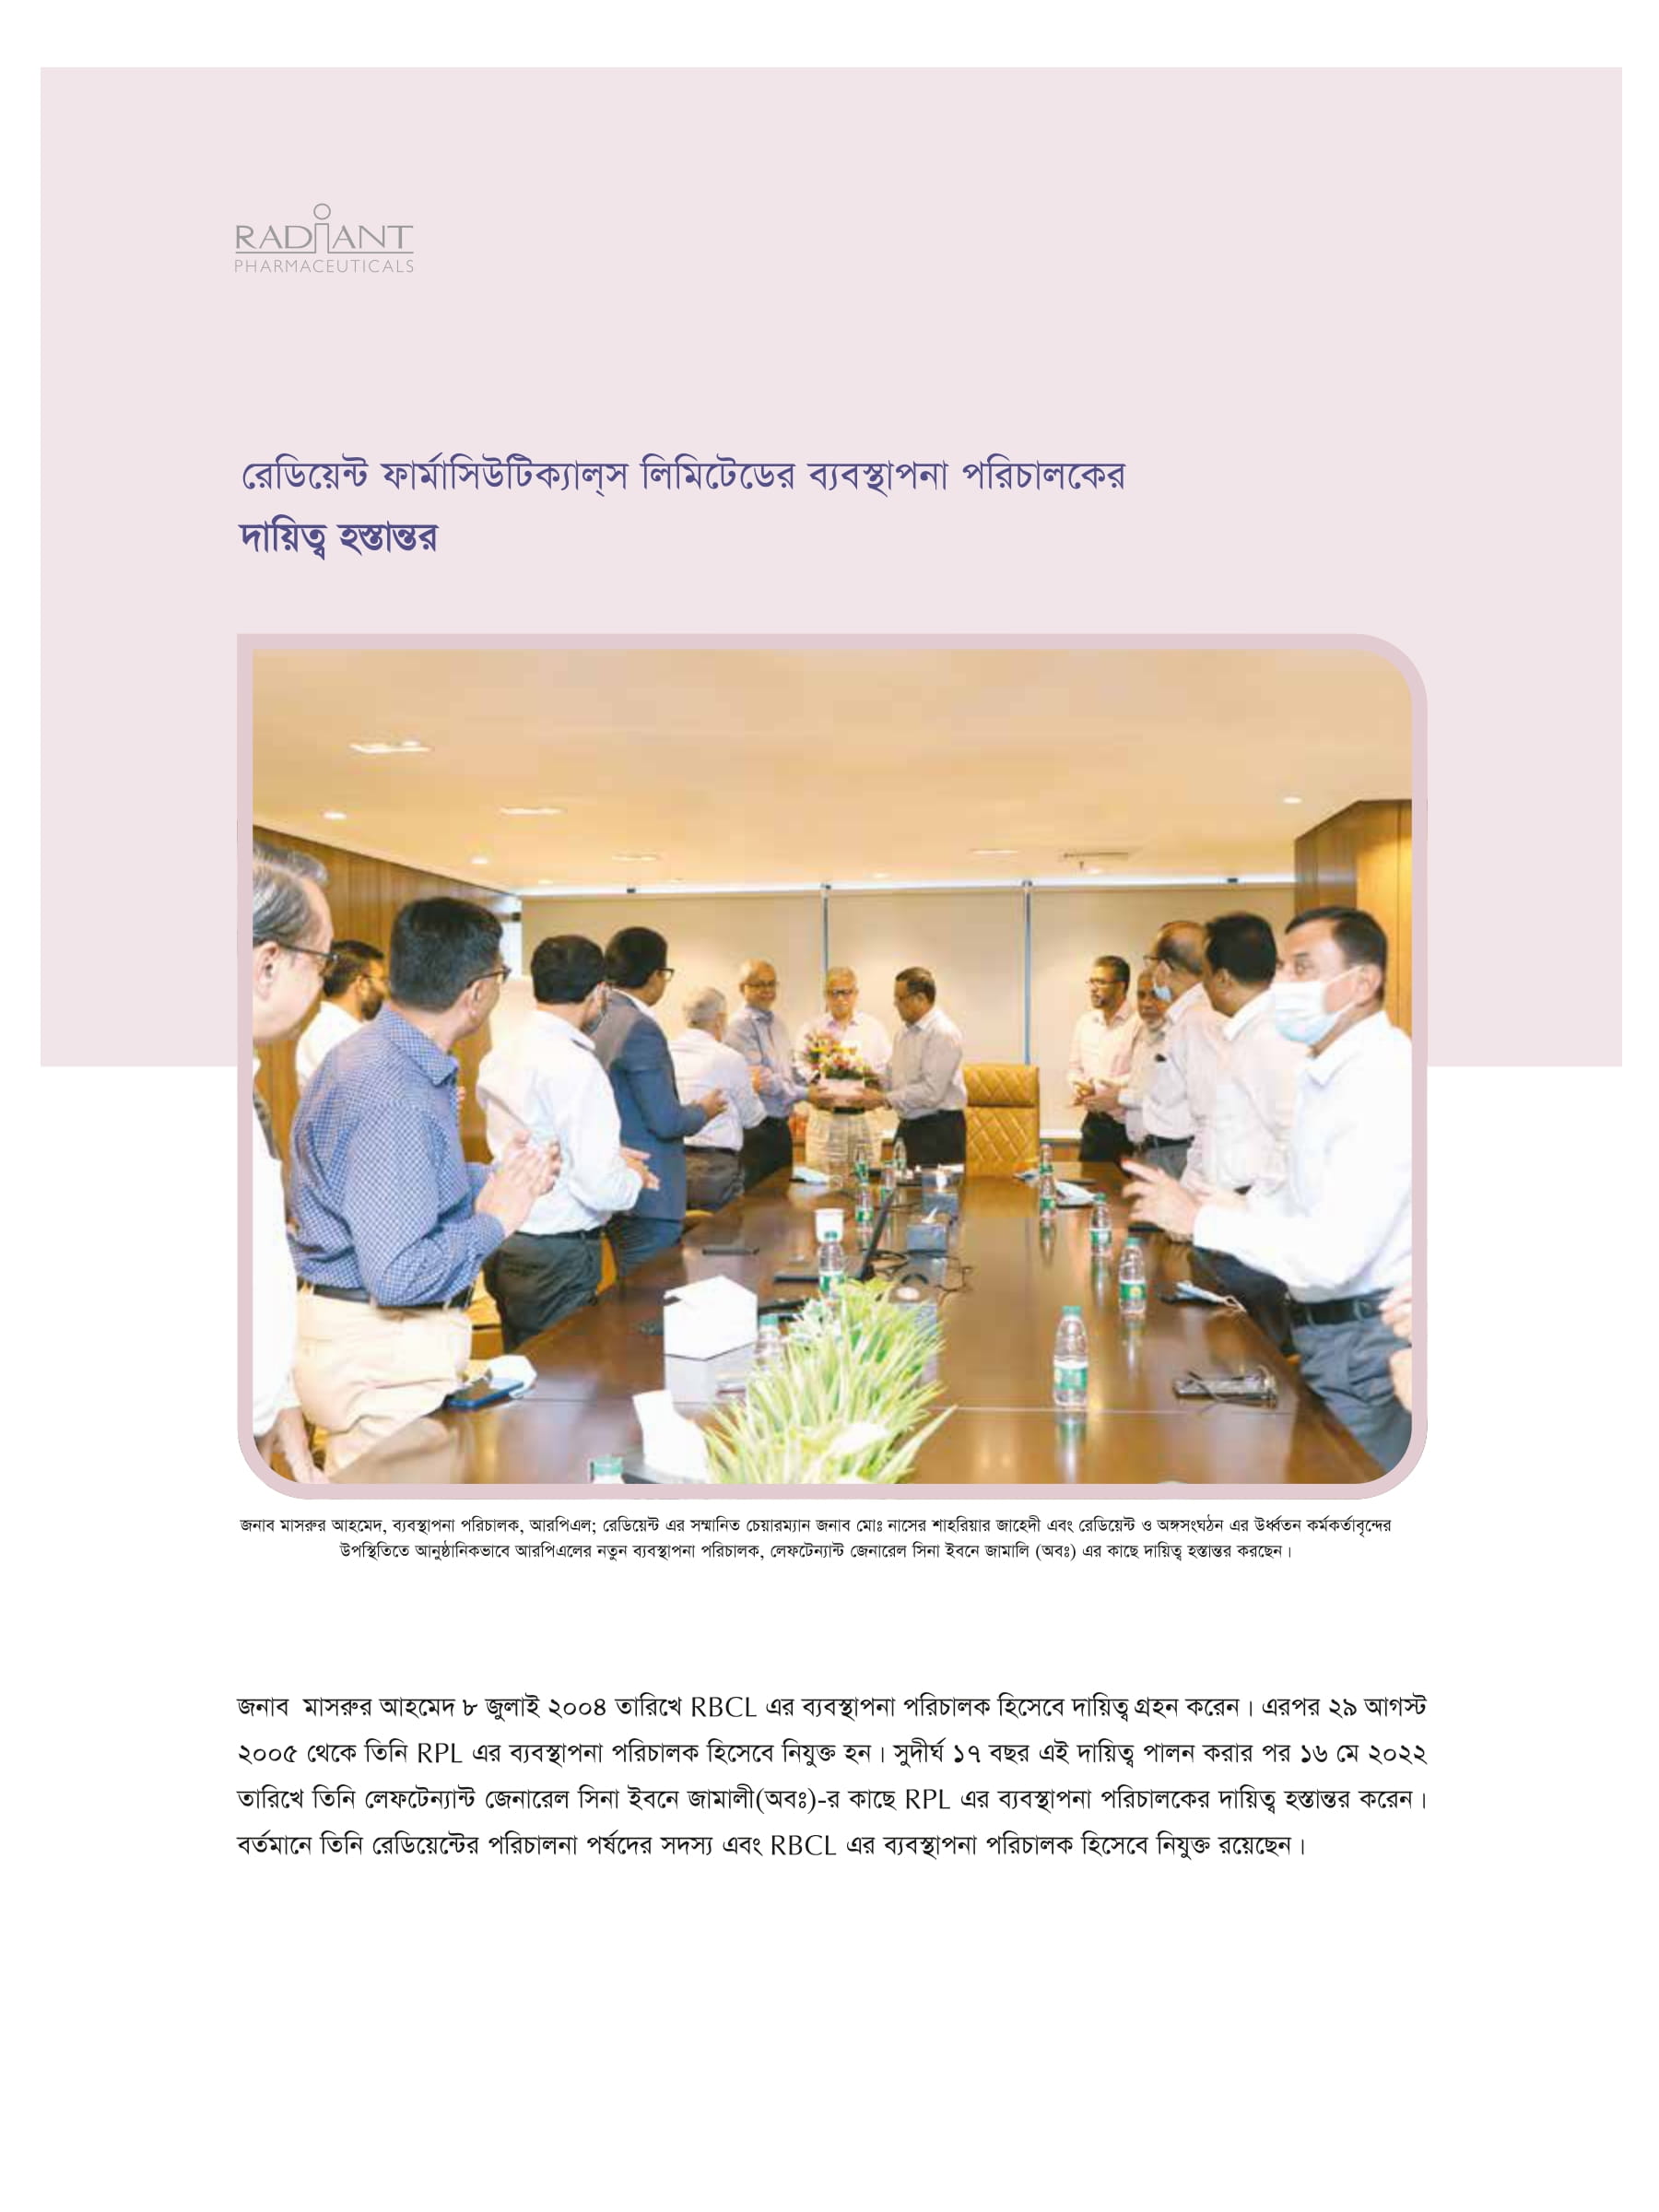 RADIANT
PHARMACEUTICALS
রেডিয়েন্ট ফার্মাসিউটিক্যাল্‌স লিমিটেডের ব্যবস্থাপনা পরিচালকের
দায়িত্ব হস্তান্তর
জনাব মাসরুর আহমেদ, ব্যবস্থাপনা পরিচালক, আরপিএল; রেডিয়েন্ট এর সম্মানিত চেয়ারম্যান জনাব মোঃ নাসের শাহরিয়ার জাহেদী এবং রেডিয়েন্ট ও অঙ্গসংঘঠন এর উর্ধ্বতন কর্মকর্তাবৃন্দের
উপস্থিতিতে আনুষ্ঠানিকভাবে আরপিএলের নতুন ব্যবস্থাপনা পরিচালক, লেফটেন্যান্ট জেনারেল সিনা ইবনে জামালি (অবঃ) এর কাছে দায়িত্ব হস্তান্তর করছেন।
জনাব মাসরুর আহমেদ ৮ জুলাই ২০০৪ তারিখে RBCL এর ব্যবস্থাপনা পরিচালক হিসেবে দায়িত্ব গ্রহন করেন। এরপর ২৯ আগস্ট
২০০৫ থেকে তিনি RPL এর ব্যবস্থাপনা পরিচালক হিসেবে নিযুক্ত হন। সুদীর্ঘ ১৭ বছর এই দায়িত্ব পালন করার পর ১৬ মে ২০২২
তারিখে তিনি লেফটেন্যান্ট জেনারেল সিনা ইবনে জামালী(অবঃ)-র কাছে RPL এর ব্যবস্থাপনা পরিচালকের দায়িত্ব হস্তান্তর করেন।
বর্তমানে তিনি রেডিয়েন্টের পরিচালনা পর্ষদের সদস্য এবং RBCL এর ব্যবস্থাপনা পরিচালক হিসেবে নিযুক্ত রয়েছেন।